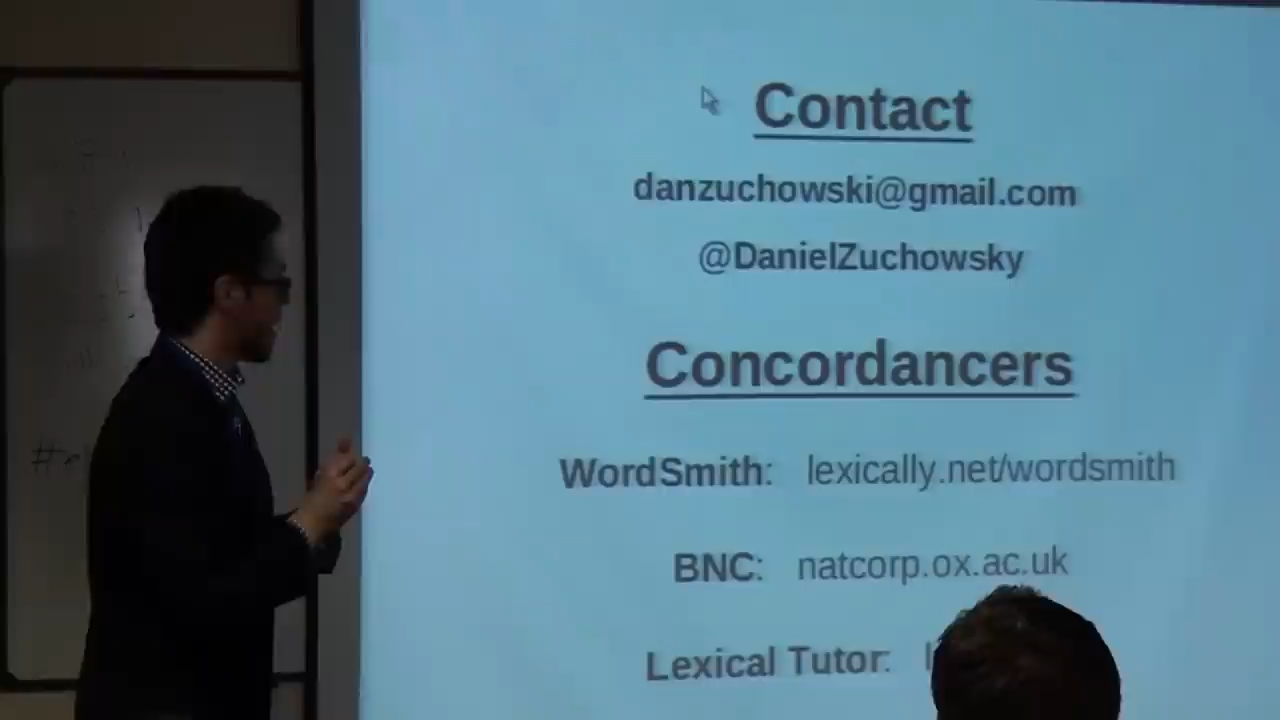 Contact
danzuchowski@gmail.com
@DanielZuchowsky
Concordancers
WordSmith: lexically.net/wordsmith
BNC: natcorp.ox.ac.uk
Lexical Tutor: